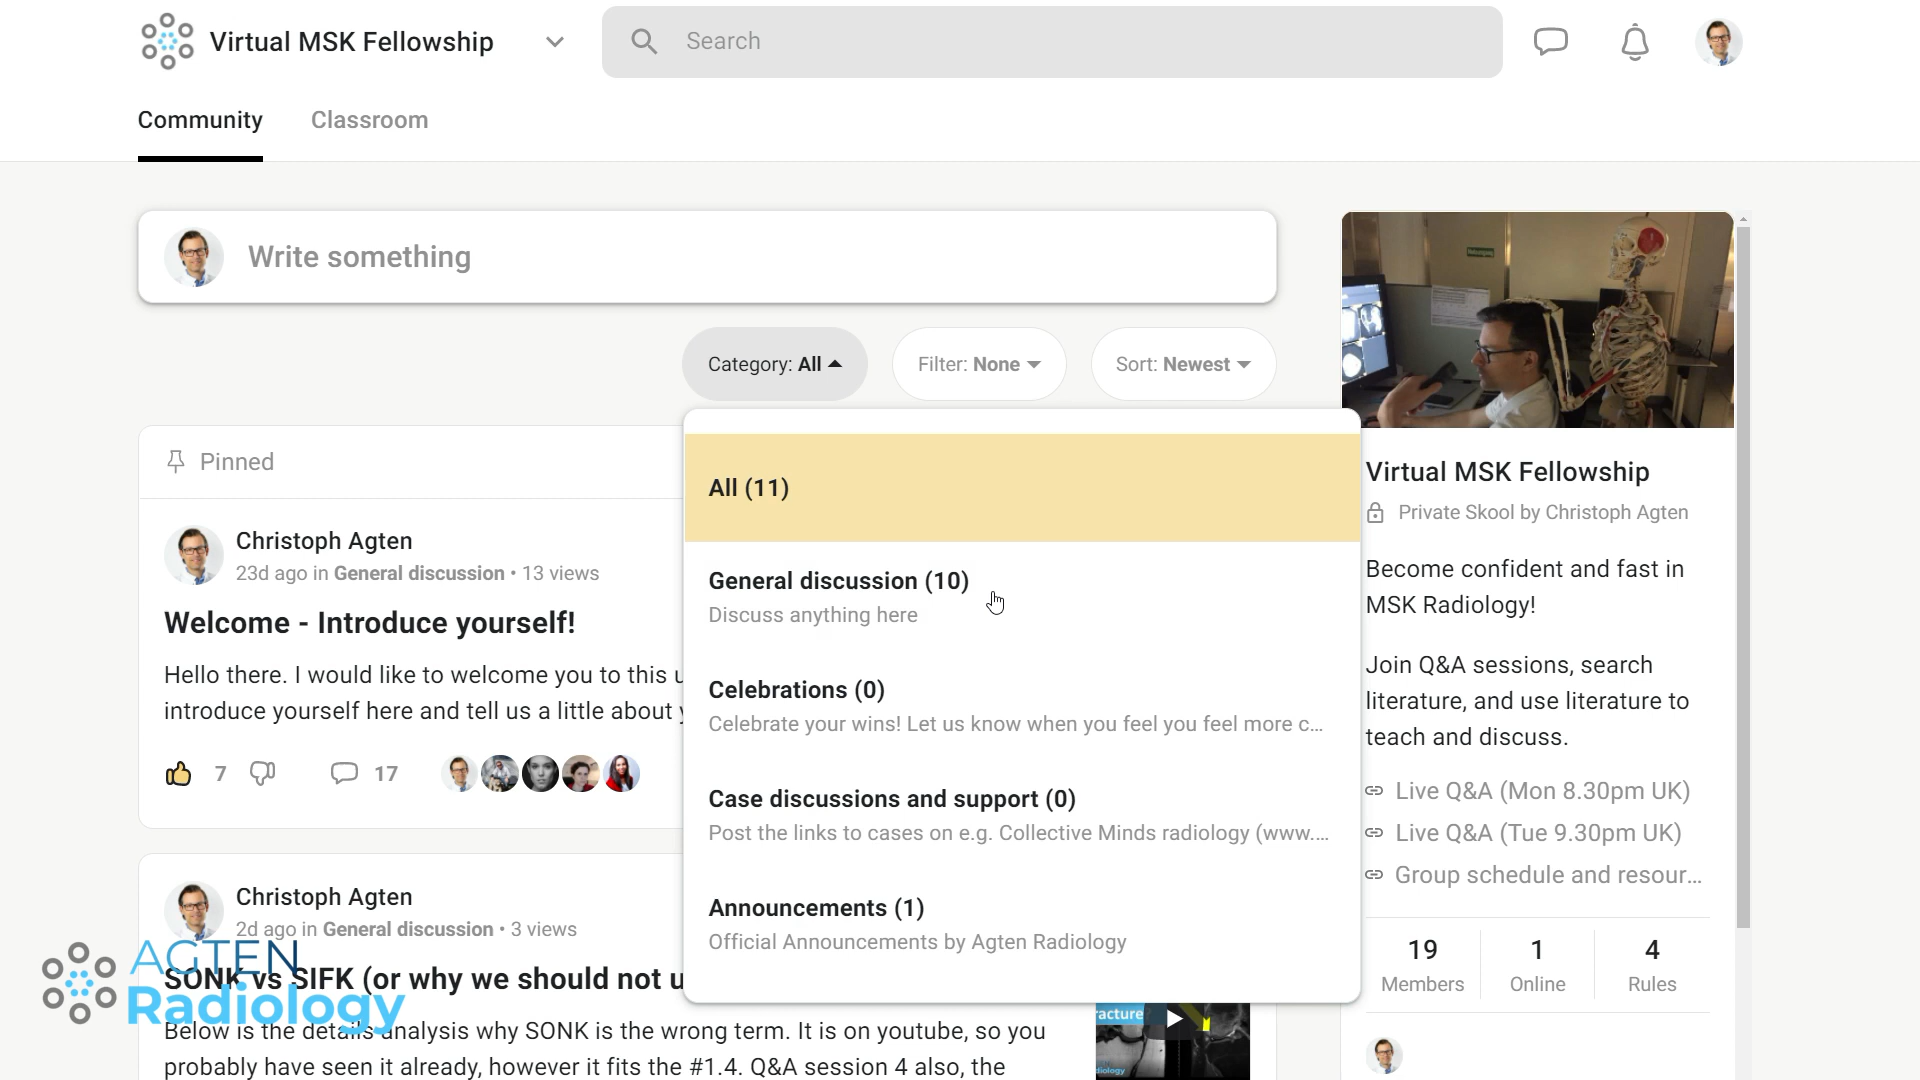 Virtual MSK Fellowship
Search
Community
Classroom
Write something
Category: All
Filter: None
Sort: Newest
Pinned
Christoph Agten
23d ago in General discussion • 13 views
Welcome - Introduce yourself!
Hello there. I would like to welcome you to this
introduce yourself here and tell us a little about
7
17
All (11)
General discussion (10)
Discuss anything here
Celebrations (0)
Celebrate your wins! Let us know when you feel you feel more c...
Case discussions and support (0)
Post the links to cases on e.g. Collective Minds radiology (www....
Announcements (1)
Official Announcements by Agten Radiology
Christoph Agten
2d ago in General discussion • 3 views
SONK vs SIFK (or why we should not
Below is the details analysis why SONK is the wrong term. It is on youtube, so you
probably have seen it already, however it fits the #1.4. Q&A session 4 also, the
acture?
AGTEN
Radiology
Virtual MSK Fellowship
Private Skool by Christoph Agten
Become confident and fast in
MSK Radiology!
Join Q&A sessions, search
literature, and use literature to
teach and discuss.
Live Q&A (Mon 8.30pm UK)
Live Q&A (Tue 9.30pm UK)
Group schedule and resour...
19
Members
1
Online
4
Rules